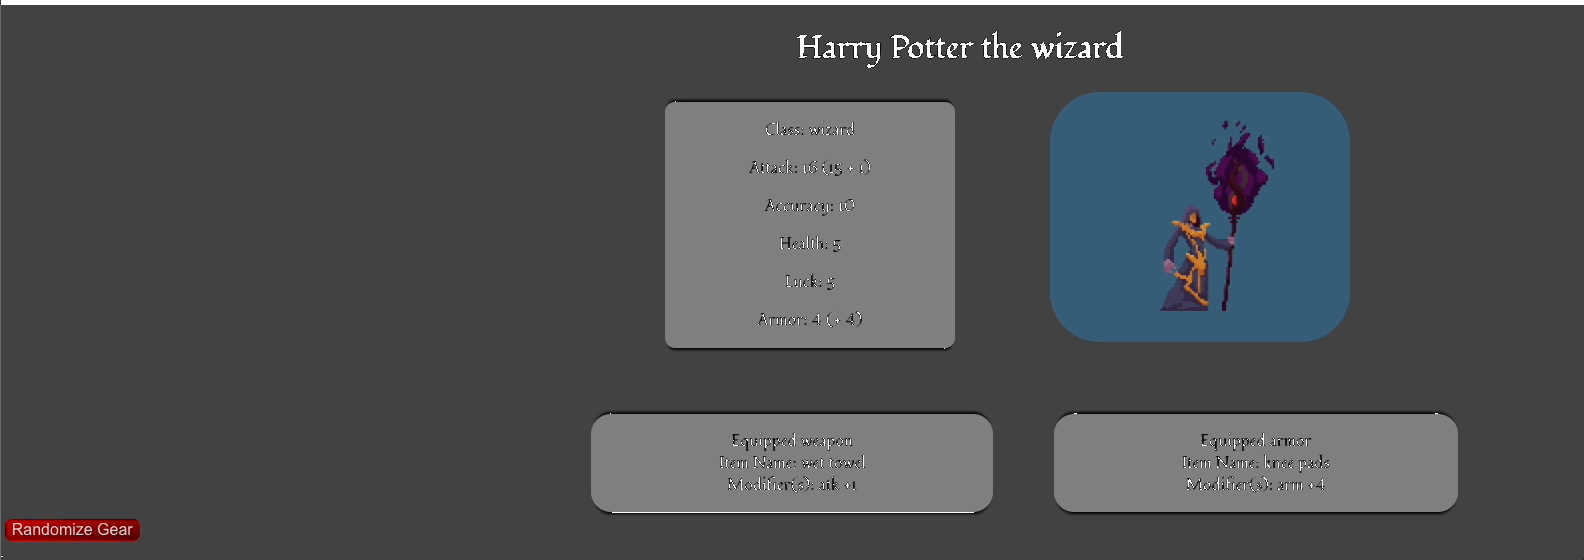 Harry Potter the wizard
Class: wizard
Attack: 16 (15 + 1)
Accuracy: 10
Health: 5
Luck: 5
Armor: 4 (+ 4)
Equipped weapon
Item Name: wet towel
Modifier(s): atk +1
Equipped armor
Item Name: knee pads
Modifier(s): arm +4
Randomize Gear